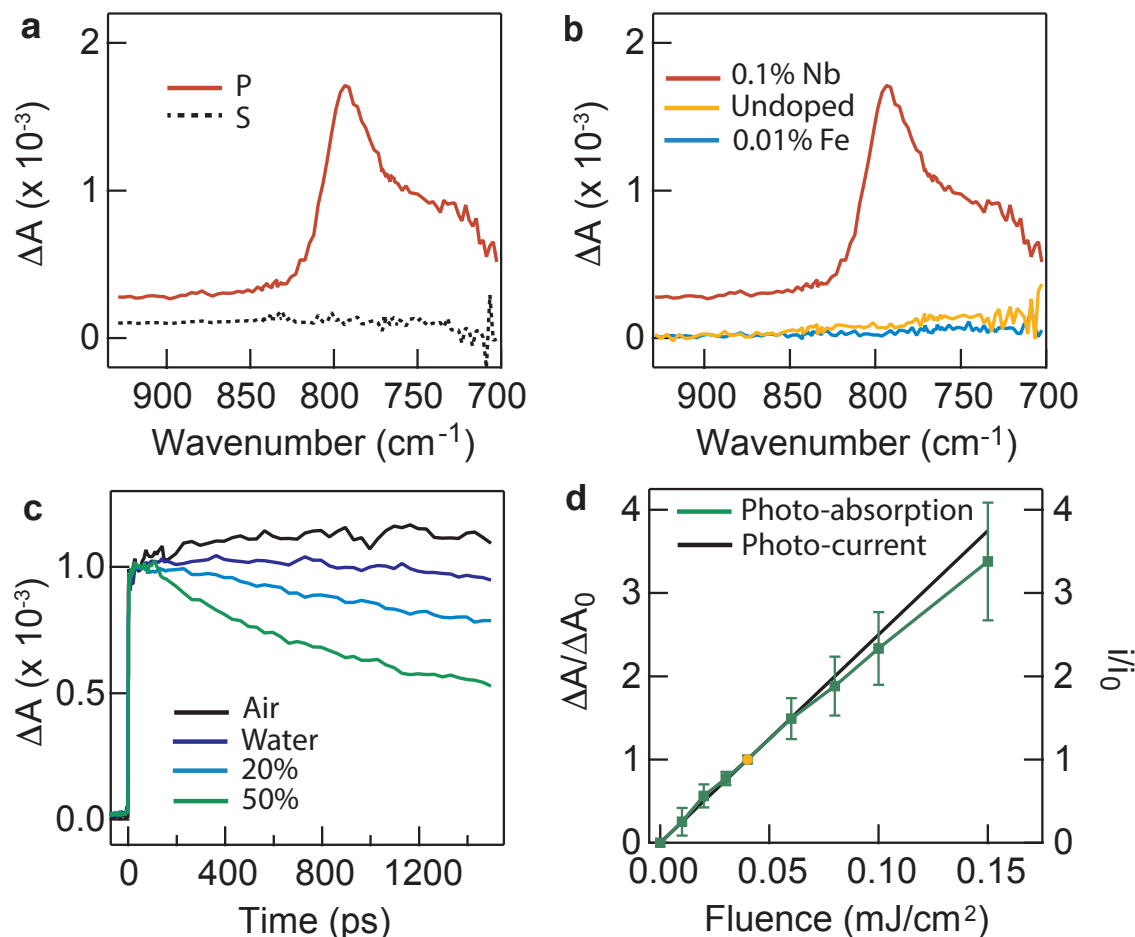 a
ΔA (x 10⁻³)
2
1
0
P
S
900 850 800 750 700
Wavenumber (cm⁻¹)
b
ΔA (x 10⁻³)
2
1
0
0.1% Nb
Undoped
0.01% Fe
900 850 800 750 700
Wavenumber (cm⁻¹)
c
ΔA (x 10⁻³)
1.0
0.5
0.0
Air
Water
20%
50%
0 400 800 1200
Time (ps)
d
ΔA/ΔA₀
4
3
2
1
0
Photo-absorption
Photo-current
4
3
2
1
0
i/i₀
0.00 0.05 0.10 0.15
Fluence (mJ/cm²)